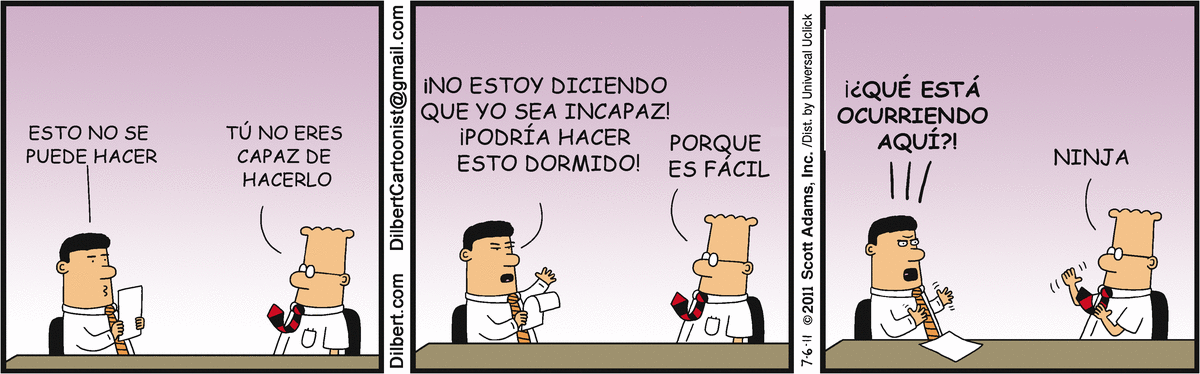 ESTO NO SE
PUEDE HACER
TÚ NO ERES
CAPAZ DE
HACERLO
Dilbert.com DilbertCartoonist@gmail.com
¡NO ESTOY DICIENDO
QUE YO SEA INCAPAZ!
¡PODRÍA HACER
ESTO DORMIDO!
PORQUE
ES FÁCIL
7-6-11 ©2011 Scott Adams, Inc. /Dist. by Universal Uclick
¡¿QUÉ ESTÁ
OCURRIENDO
AQUÍ?!
NINJA